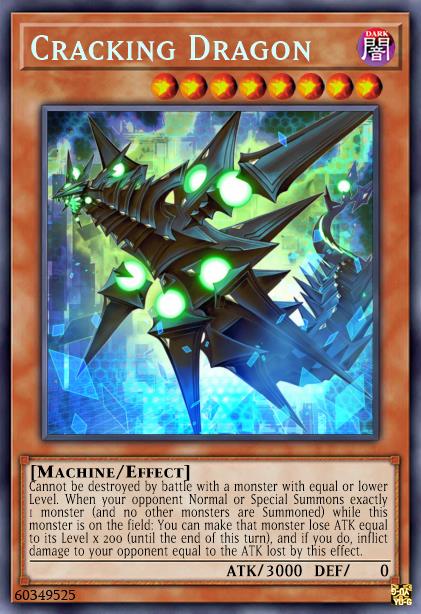 CRACKING DRAGON
DARK
闇
[MACHINE/EFFECT]
Cannot be destroyed by battle with a monster with equal or lower
Level. When your opponent Normal or Special Summons exactly
1 monster (and no other monsters are Summoned) while this
monster is on the field: You can make that monster lose ATK equal
to its Level x 200 (until the end of this turn), and if you do, inflict
damage to your opponent equal to the ATK lost by this effect.
ATK/3000 DEF/ 0
60349525